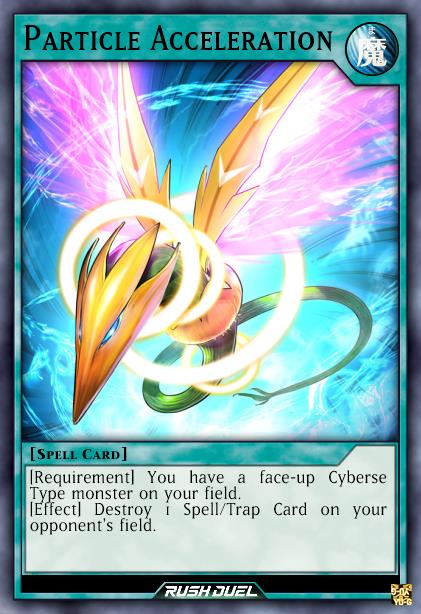 Particle Acceleration
ま
魔
[Spell Card]
[Requirement] You have a face-up Cyberse
Type monster on your field.
[Effect] Destroy 1 Spell/Trap Card on your
opponent's field.
RUSH DUEL